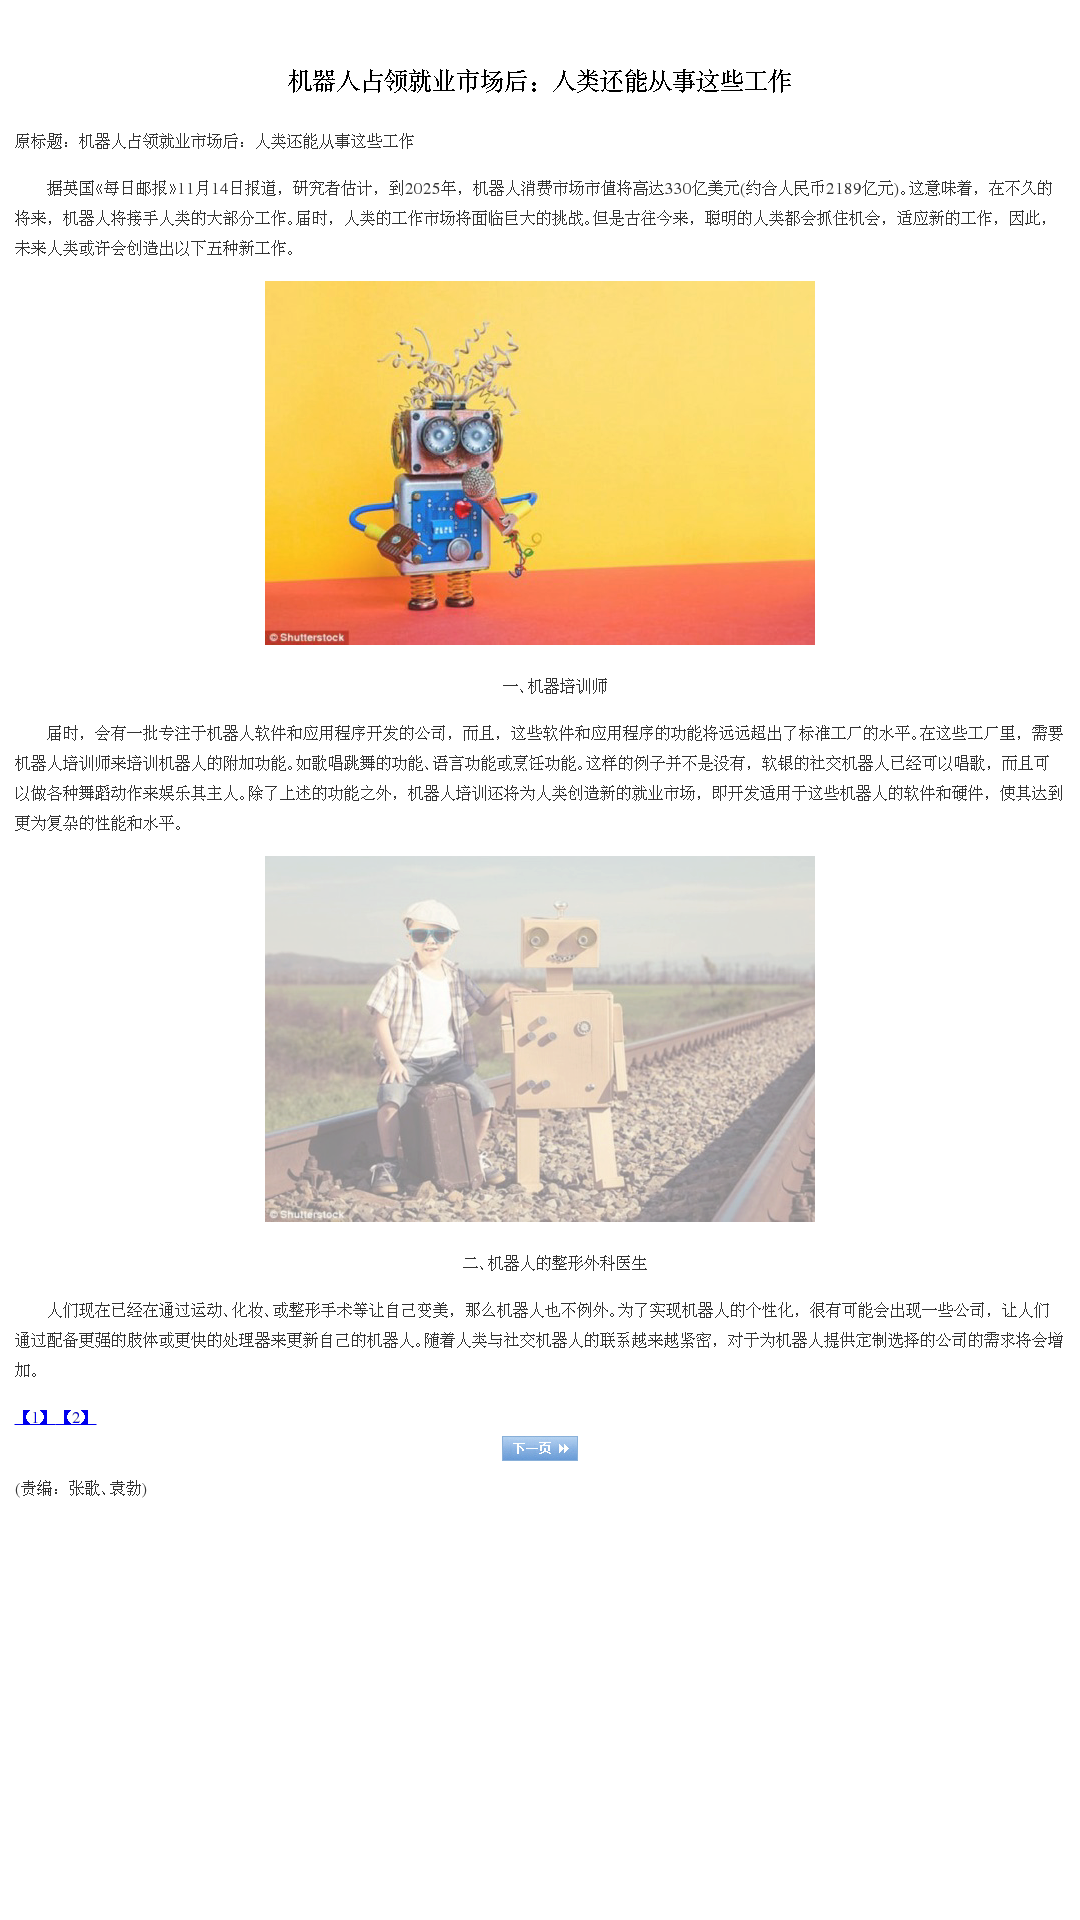 机器人占领就业市场后：人类还能从事这些工作
原标题：机器人占领就业市场后：人类还能从事这些工作
据英国《每日邮报》11月14日报道，研究者估计，到2025年，机器人消费市场市值将高达330亿美元(约合人民币2189亿元)。这意味着，在不久的
将来，机器人将接手人类的大部分工作。届时，人类的工作市场将面临巨大的挑战。但是古往今来，聪明的人类都会抓住机会，适应新的工作，因此，
未来人类或许会创造出以下五种新工作。
© Shutterstock
一、机器培训师
届时，会有一批专注于机器人软件和应用程序开发的公司，而且，这些软件和应用程序的功能将远远超出了标准工厂的水平。在这些工厂里，需要
机器人培训师来培训机器人的附加功能。如歌唱跳舞的功能、语言功能或烹饪功能。这样的例子并不是没有，软银的社交机器人已经可以唱歌，而且可
以做各种舞蹈动作来娱乐其主人。除了上述的功能之外，机器人培训还将为人类创造新的就业市场，即开发适用于这些机器人的软件和硬件，使其达到
更为复杂的性能和水平。
© Shutterstock
二、机器人的整形外科医生
人们现在已经在通过运动、化妆、或整形手术等让自己变美，那么机器人也不例外。为了实现机器人的个性化，很有可能会出现一些公司，让人们
通过配备更强的肢体或更快的处理器来更新自己的机器人。随着人类与社交机器人的联系越来越紧密，对于为机器人提供定制选择的公司的需求将会增
加。
【1】【2】
下一页
(责编：张歌、袁勃)